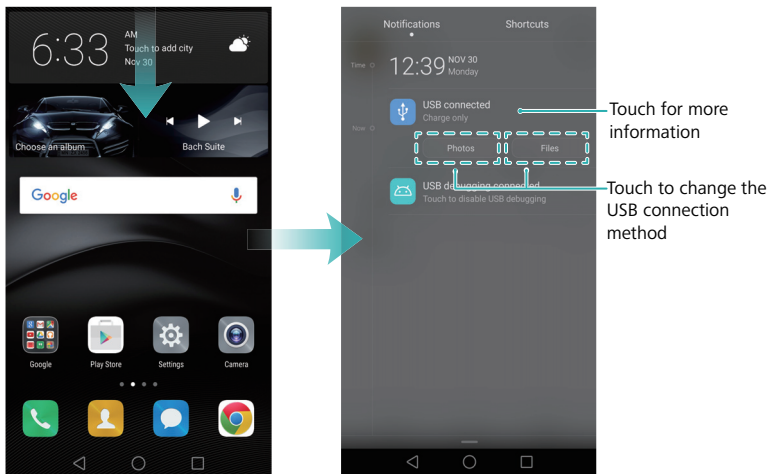 6:33
AM
Touch to add city
Nov 30
Choose an album
Bach Suite
Google
Google
Play Store
Settings
Camera
Notifications
Shortcuts
Time
12:39 NOV 30
Monday
USB connected
Charge only
Now
Photos
Files
USB debugging connected
Touch to disable USB debugging
Touch for more
information
Touch to change the
USB connection
method